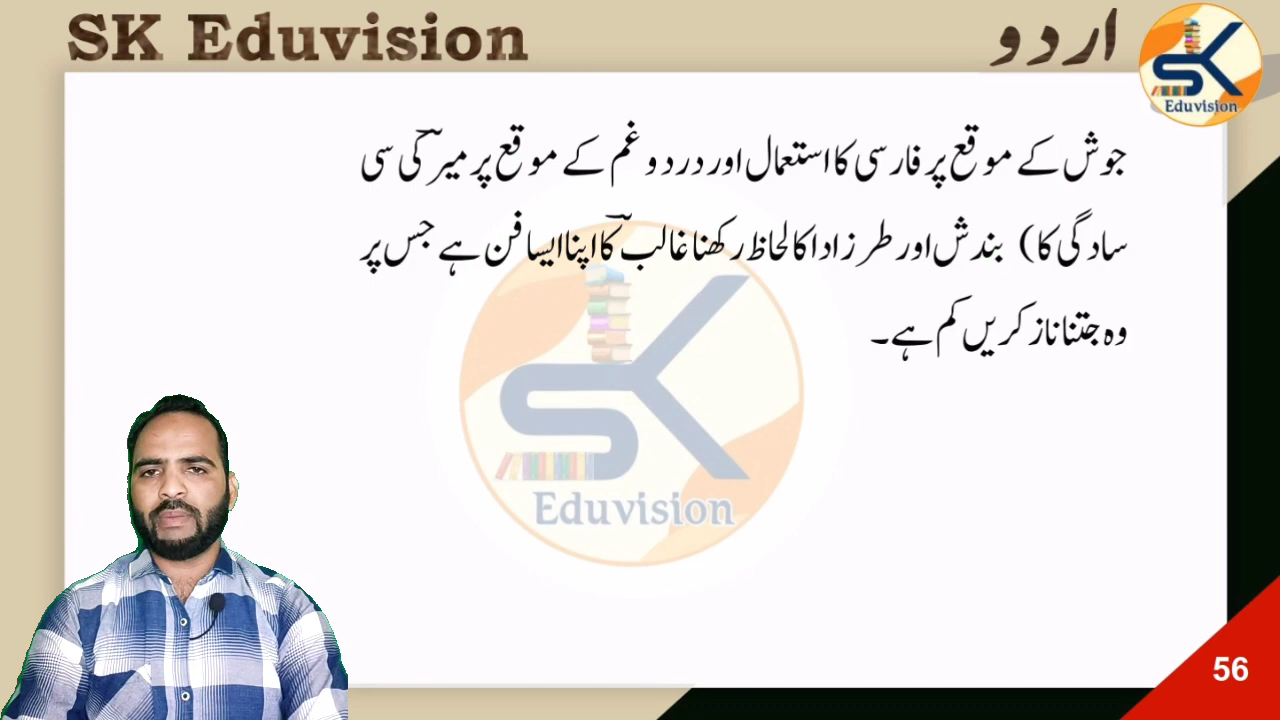 SK Eduvision
اردو
SK
Eduvision
جوش کے موقع پر فارسی کا استعمال اور درد و غم کے موقع پر میرؔ کی سی
سادگی کا) بندش اور طرز ادا کا لحاظ رکھنا غالبؔ کا اپنا ایسا فن ہے جس پر
وہ جتنا ناز کریں کم ہے۔
SK
Eduvision
56